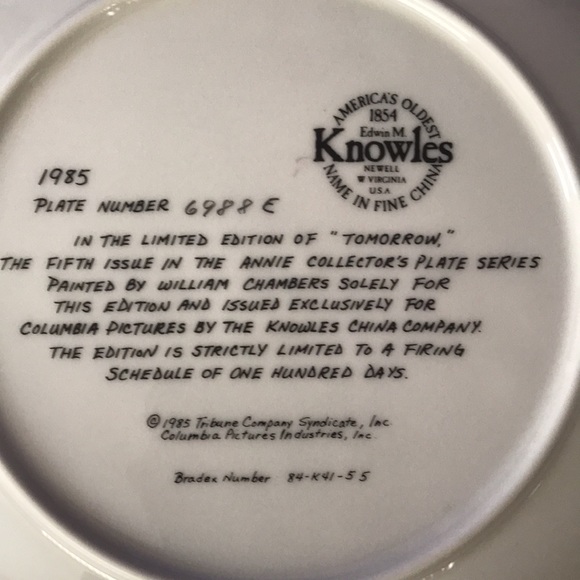 AMERICA'S OLDEST
1854
Edwin M.
Knowles
NEWELL
W VIRGINIA
U.S.A
NAME IN FINE CHINA
1985
PLATE NUMBER 6988 E
IN THE LIMITED EDITION OF "TOMORROW,"
THE FIFTH ISSUE IN THE ANNIE COLLECTOR'S PLATE SERIES
PAINTED BY WILLIAM CHAMBERS SOLELY FOR
THIS EDITION AND ISSUED EXCLUSIVELY FOR
COLUMBIA PICTURES BY THE KNOWLES CHINA COMPANY.
THE EDITION IS STRICTLY LIMITED TO A FIRING
SCHEDULE OF ONE HUNDRED DAYS.
©1985 Tribune Company Syndicate, Inc.
Columbia Pictures Industries, Inc.
Bradex Number 84-K41-5 5